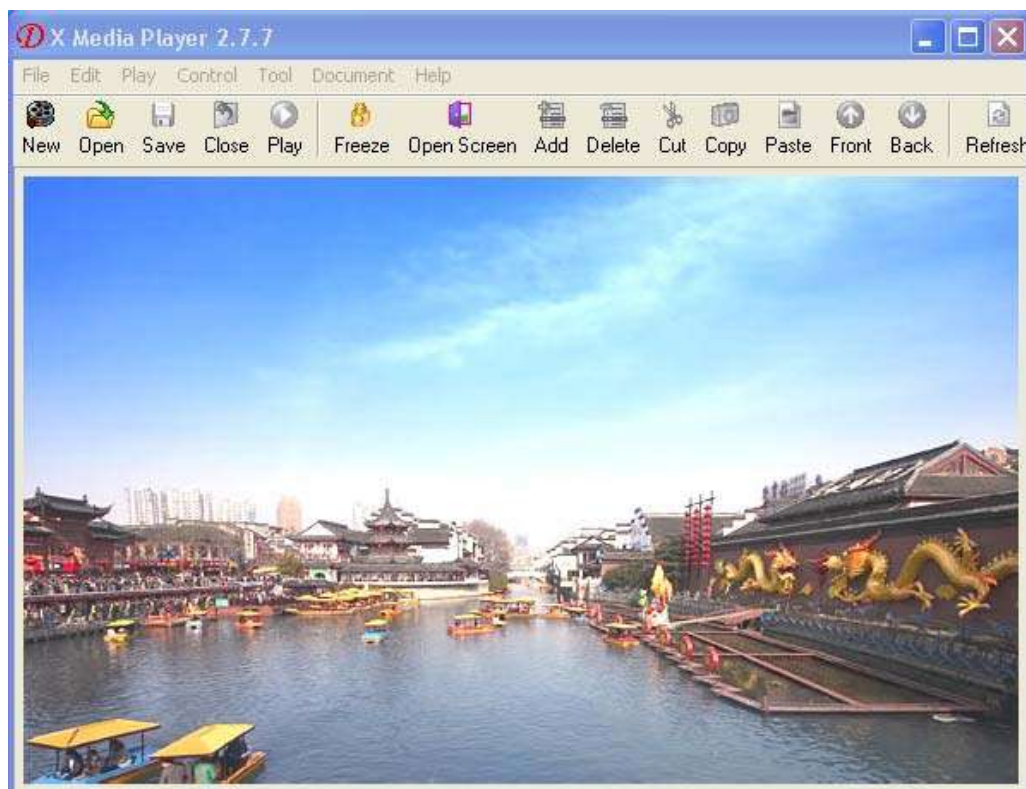 DX Media Player 2.7.7
File Edit Play Control Tool Document Help
New Open Save Close Play Freeze Open Screen Add Delete Cut Copy Paste Front Back Refresh